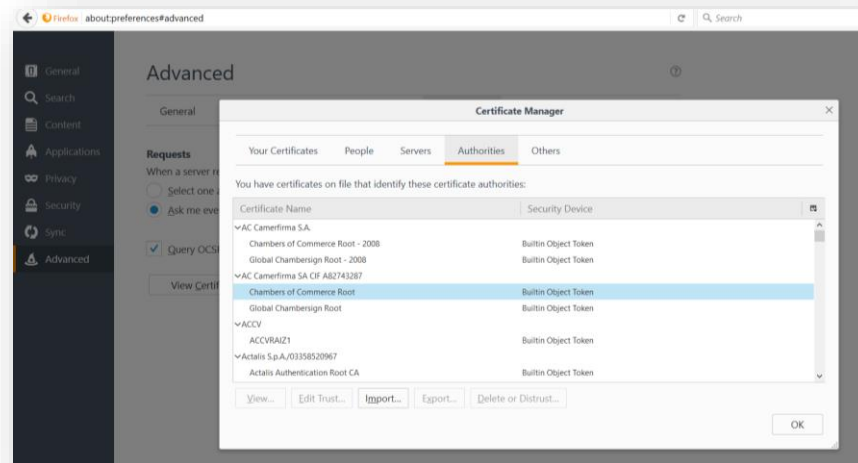 Firefox about:preferences#advanced
Search
General
Search
Content
Applications
Privacy
Security
Sync
Advanced
Advanced
General
Requests
When a server re
Select one a
Ask me eve
Query OCSP
View Certif
Certificate Manager
Your Certificates People Servers Authorities Others
You have certificates on file that identify these certificate authorities:
Certificate Name Security Device
AC Camerfirma S.A.
Chambers of Commerce Root - 2008 Builtin Object Token
Global Chambersign Root - 2008 Builtin Object Token
AC Camerfirma SA CIF A82743287
Chambers of Commerce Root Builtin Object Token
Global Chambersign Root Builtin Object Token
ACCV
ACCVRAIZ1 Builtin Object Token
Actalis S.p.A./03358520967
Actalis Authentication Root CA Builtin Object Token
View... Edit Trust... Import... Export... Delete or Distrust...
OK